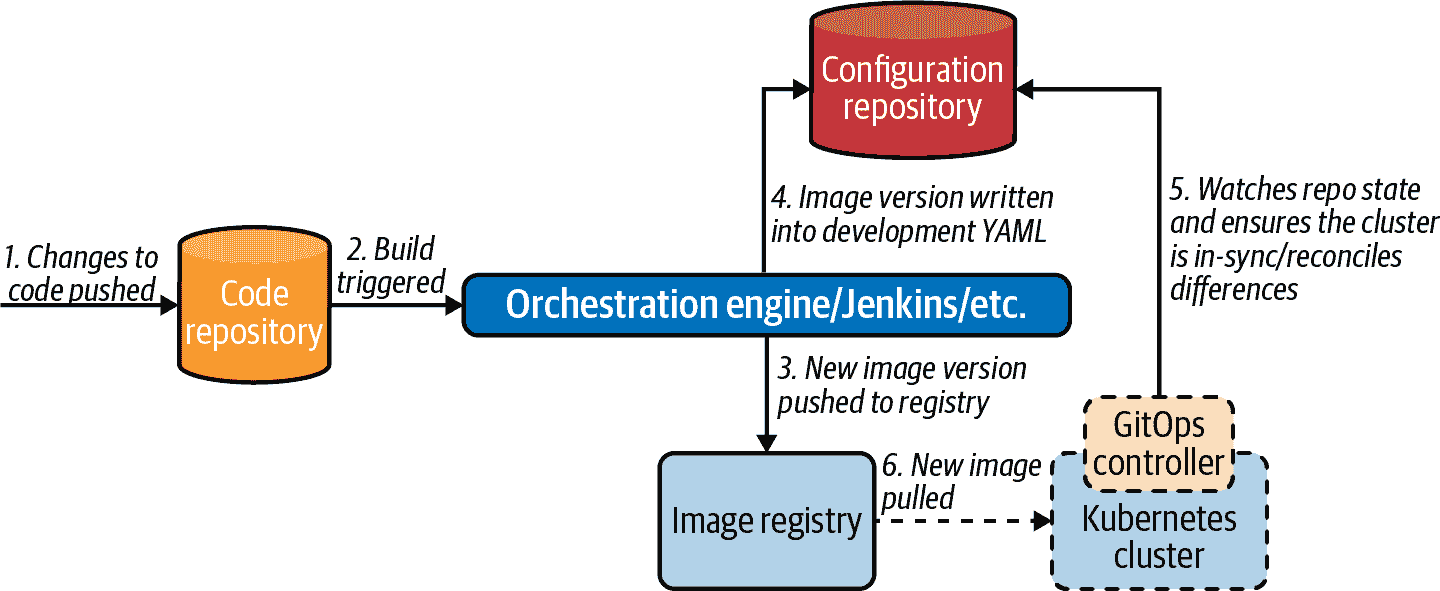 Configuration
repository
4. Image version written
into development YAML
5. Watches repo state
and ensures the cluster
is in-sync/reconciles
differences
1. Changes to
code pushed
Code
repository
2. Build
triggered
Orchestration engine/Jenkins/etc.
3. New image version
pushed to registry
Image registry
6. New image
pulled
GitOps
controller
Kubernetes
cluster